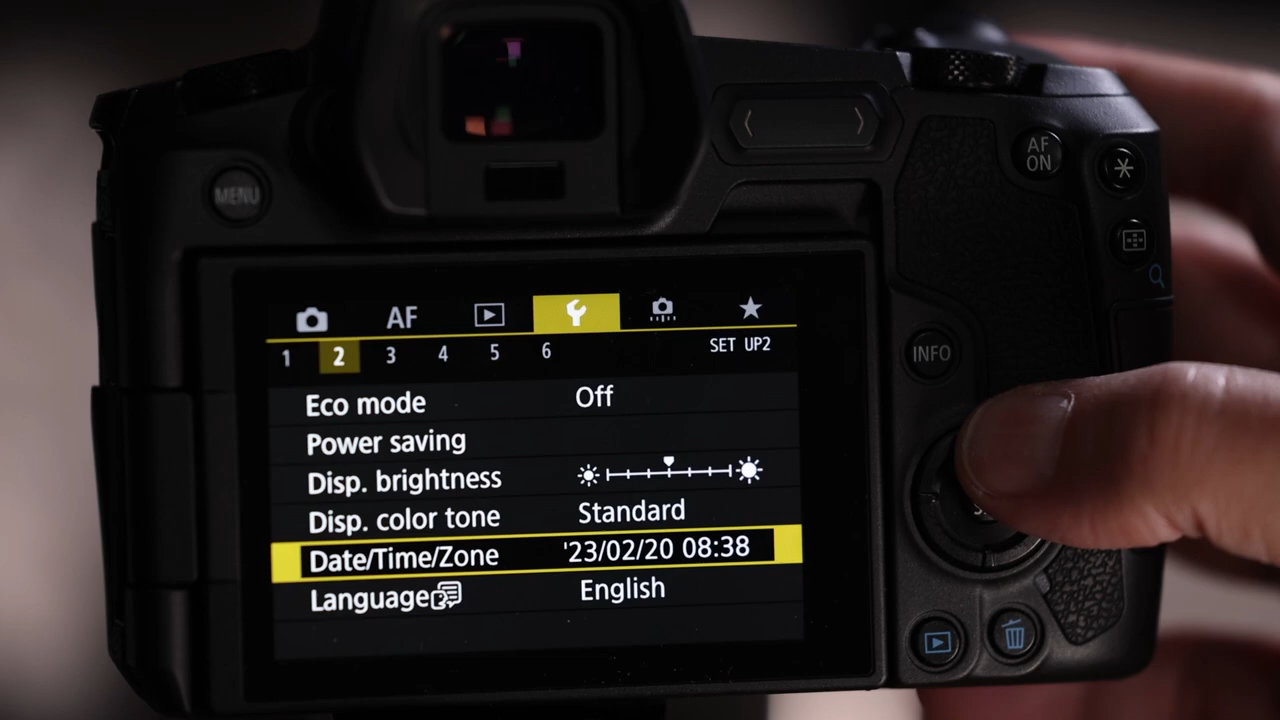 AF
ON
MENU
AF
1 2 3 4 5 6 SET UP2
INFO
Eco mode Off
Power saving
Disp. brightness
Disp. color tone Standard
Date/Time/Zone '23/02/20 08:38
Language English